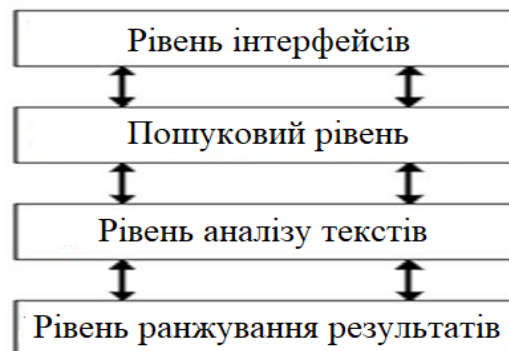 Рівень інтерфейсів
Пошуковий рівень
Рівень аналізу текстів
Рівень ранжування результатів